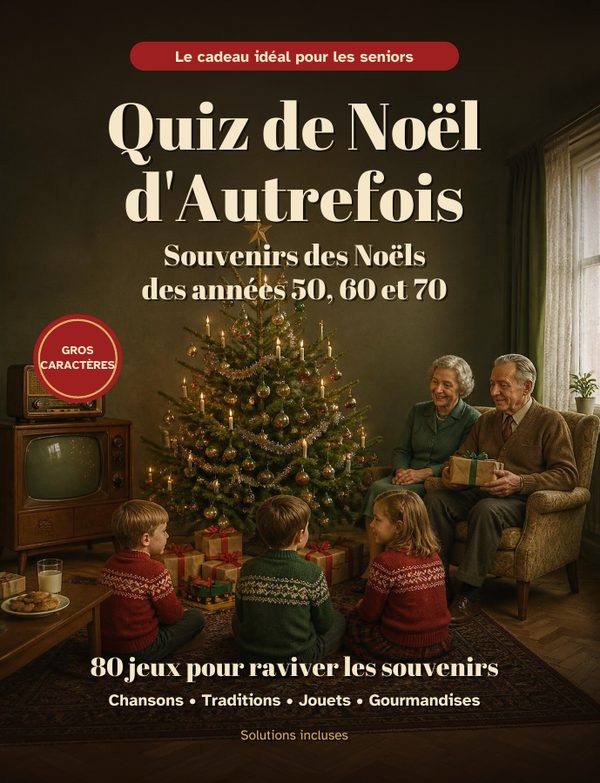 Le cadeau idéal pour les seniors
Quiz de Noël
d'Autrefois
Souvenirs des Noëls
des années 50, 60 et 70
GROS
CARACTÈRES
80 jeux pour raviver les souvenirs
Chansons • Traditions • Jouets • Gourmandises
Solutions incluses